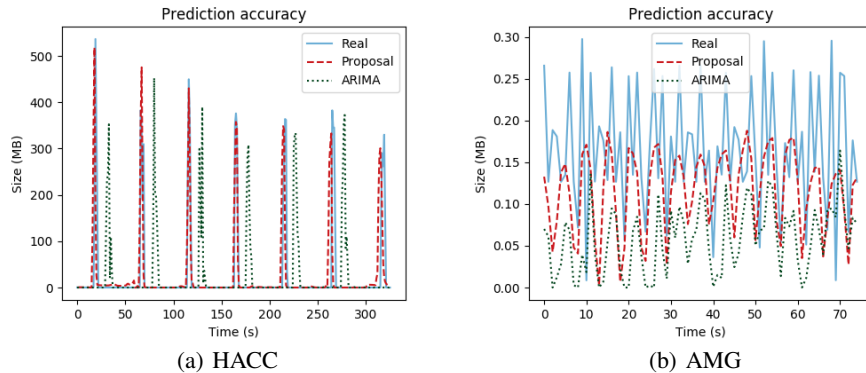 Prediction accuracy
Size (MB)
500
400
300
200
100
0
0 50 100 150 200 250 300
Time (s)
Real
Proposal
ARIMA
(a) HACC
Prediction accuracy
Size (MB)
0.30
0.25
0.20
0.15
0.10
0.05
0.00
0 10 20 30 40 50 60 70
Time (s)
Real
Proposal
ARIMA
(b) AMG